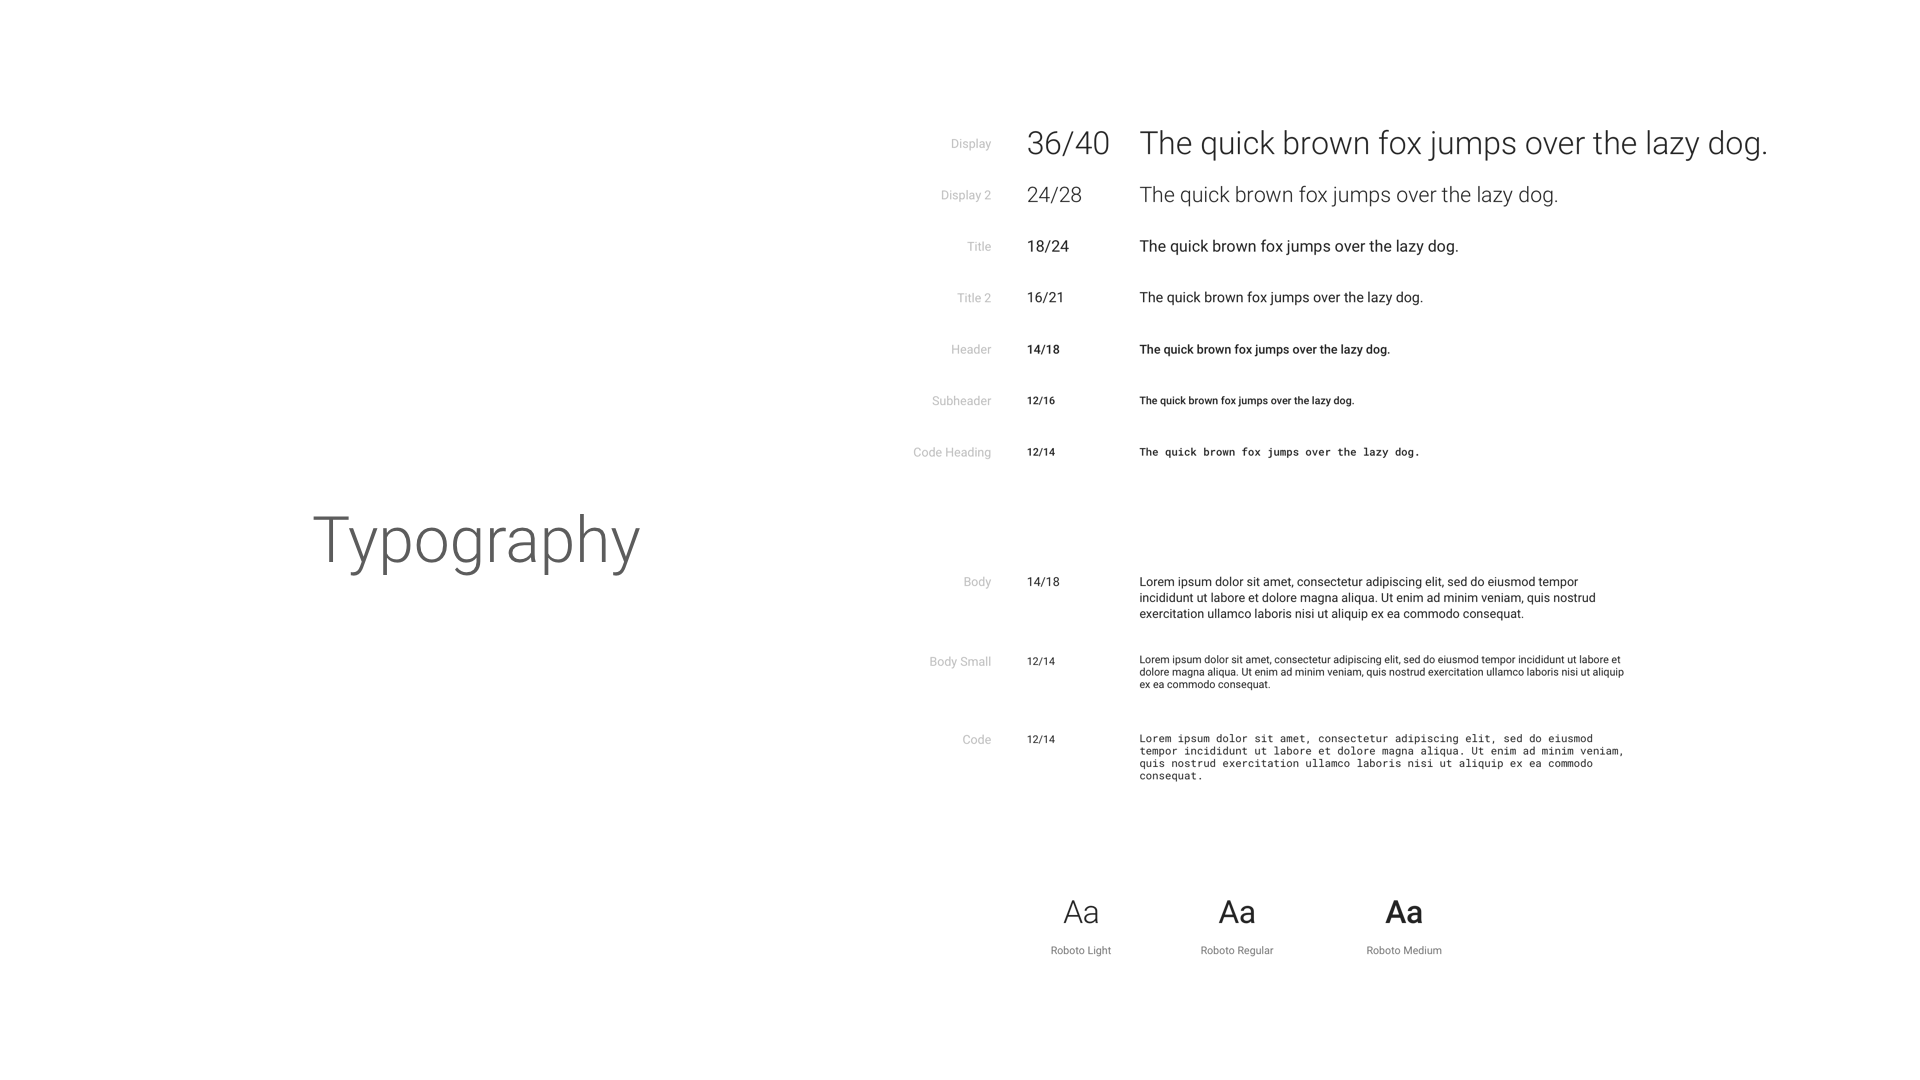 Typography
Display 36/40 The quick brown fox jumps over the lazy dog.
Display 2 24/28 The quick brown fox jumps over the lazy dog.
Title 18/24 The quick brown fox jumps over the lazy dog.
Title 2 16/21 The quick brown fox jumps over the lazy dog.
Header 14/18 The quick brown fox jumps over the lazy dog.
Subheader 12/16 The quick brown fox jumps over the lazy dog.
Code Heading 12/14 The quick brown fox jumps over the lazy dog.
Body 14/18 Lorem ipsum dolor sit amet, consectetur adipiscing elit, sed do eiusmod tempor
incididunt ut labore et dolore magna aliqua. Ut enim ad minim veniam, quis nostrud
exercitation ullamco laboris nisi ut aliquip ex ea commodo consequat.
Body Small 12/14 Lorem ipsum dolor sit amet, consectetur adipiscing elit, sed do eiusmod tempor incididunt ut labore et
dolore magna aliqua. Ut enim ad minim veniam, quis nostrud exercitation ullamco laboris nisi ut aliquip
ex ea commodo consequat.
Code 12/14 Lorem ipsum dolor sit amet, consectetur adipiscing elit, sed do eiusmod
tempor incididunt ut labore et dolore magna aliqua. Ut enim ad minim veniam,
quis nostrud exercitation ullamco laboris nisi ut aliquip ex ea commodo
consequat.
Aa Aa Aa
Roboto Light Roboto Regular Roboto Medium